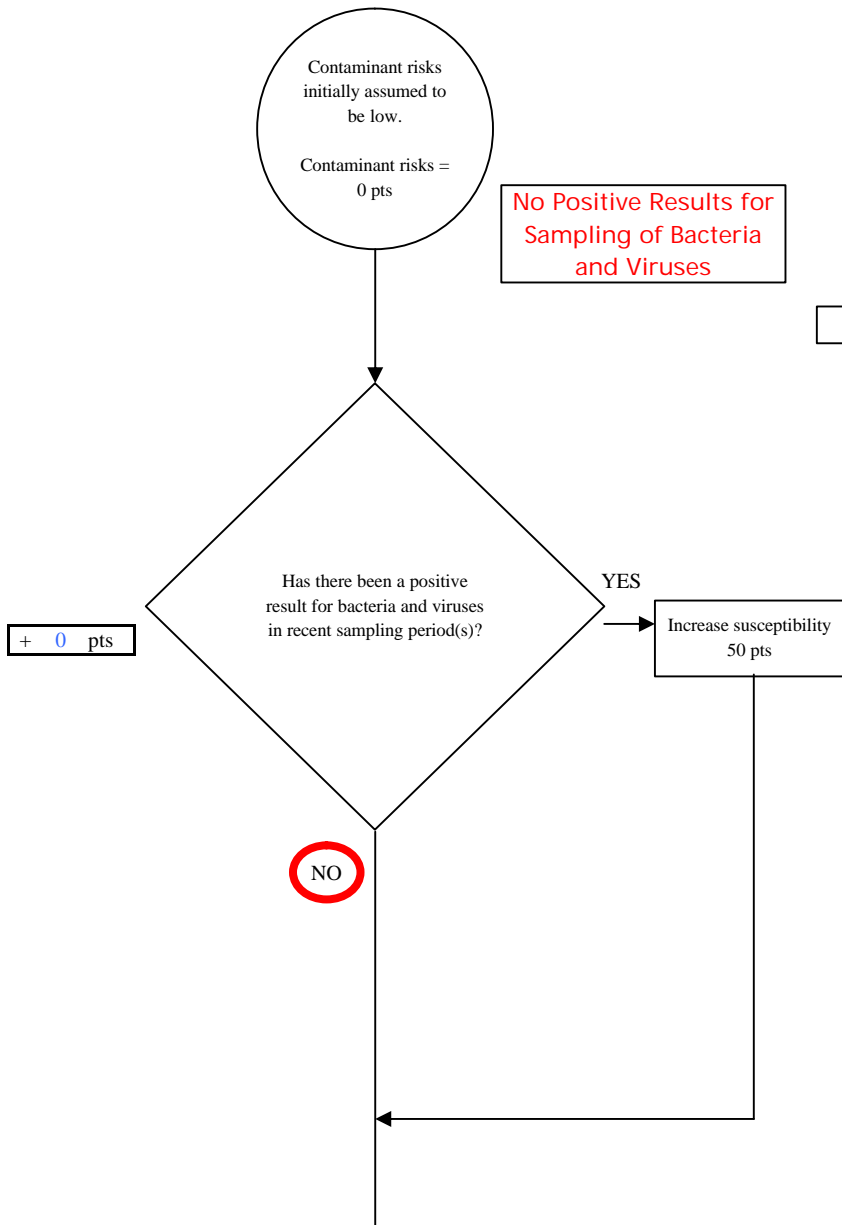 Contaminant risks
initially assumed to
be low.
Contaminant risks =
0 pts
No Positive Results for
Sampling of Bacteria
and Viruses
Has there been a positive
result for bacteria and viruses
in recent sampling period(s)?
YES
Increase susceptibility
50 pts
+ 0 pts
NO